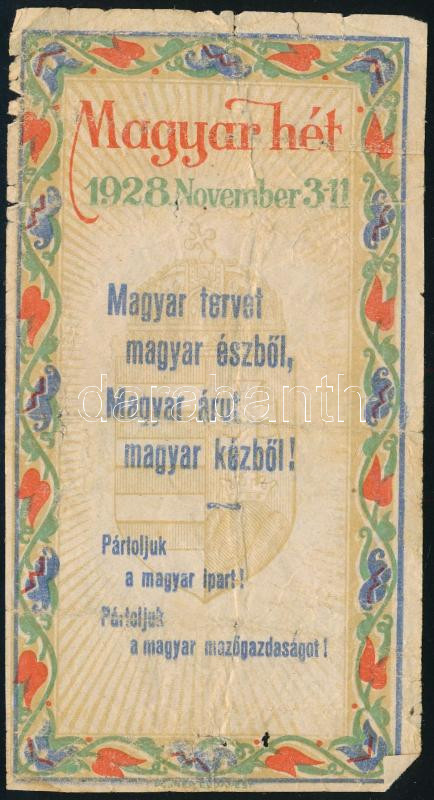 Magyar hét
1928. November 3-11
Magyar tervet
magyar észből,
Magyar árut
magyar kézből!
Pártoljuk
a magyar ipart!
Pártoljuk
a magyar mezőgazdaságot!
darabanth